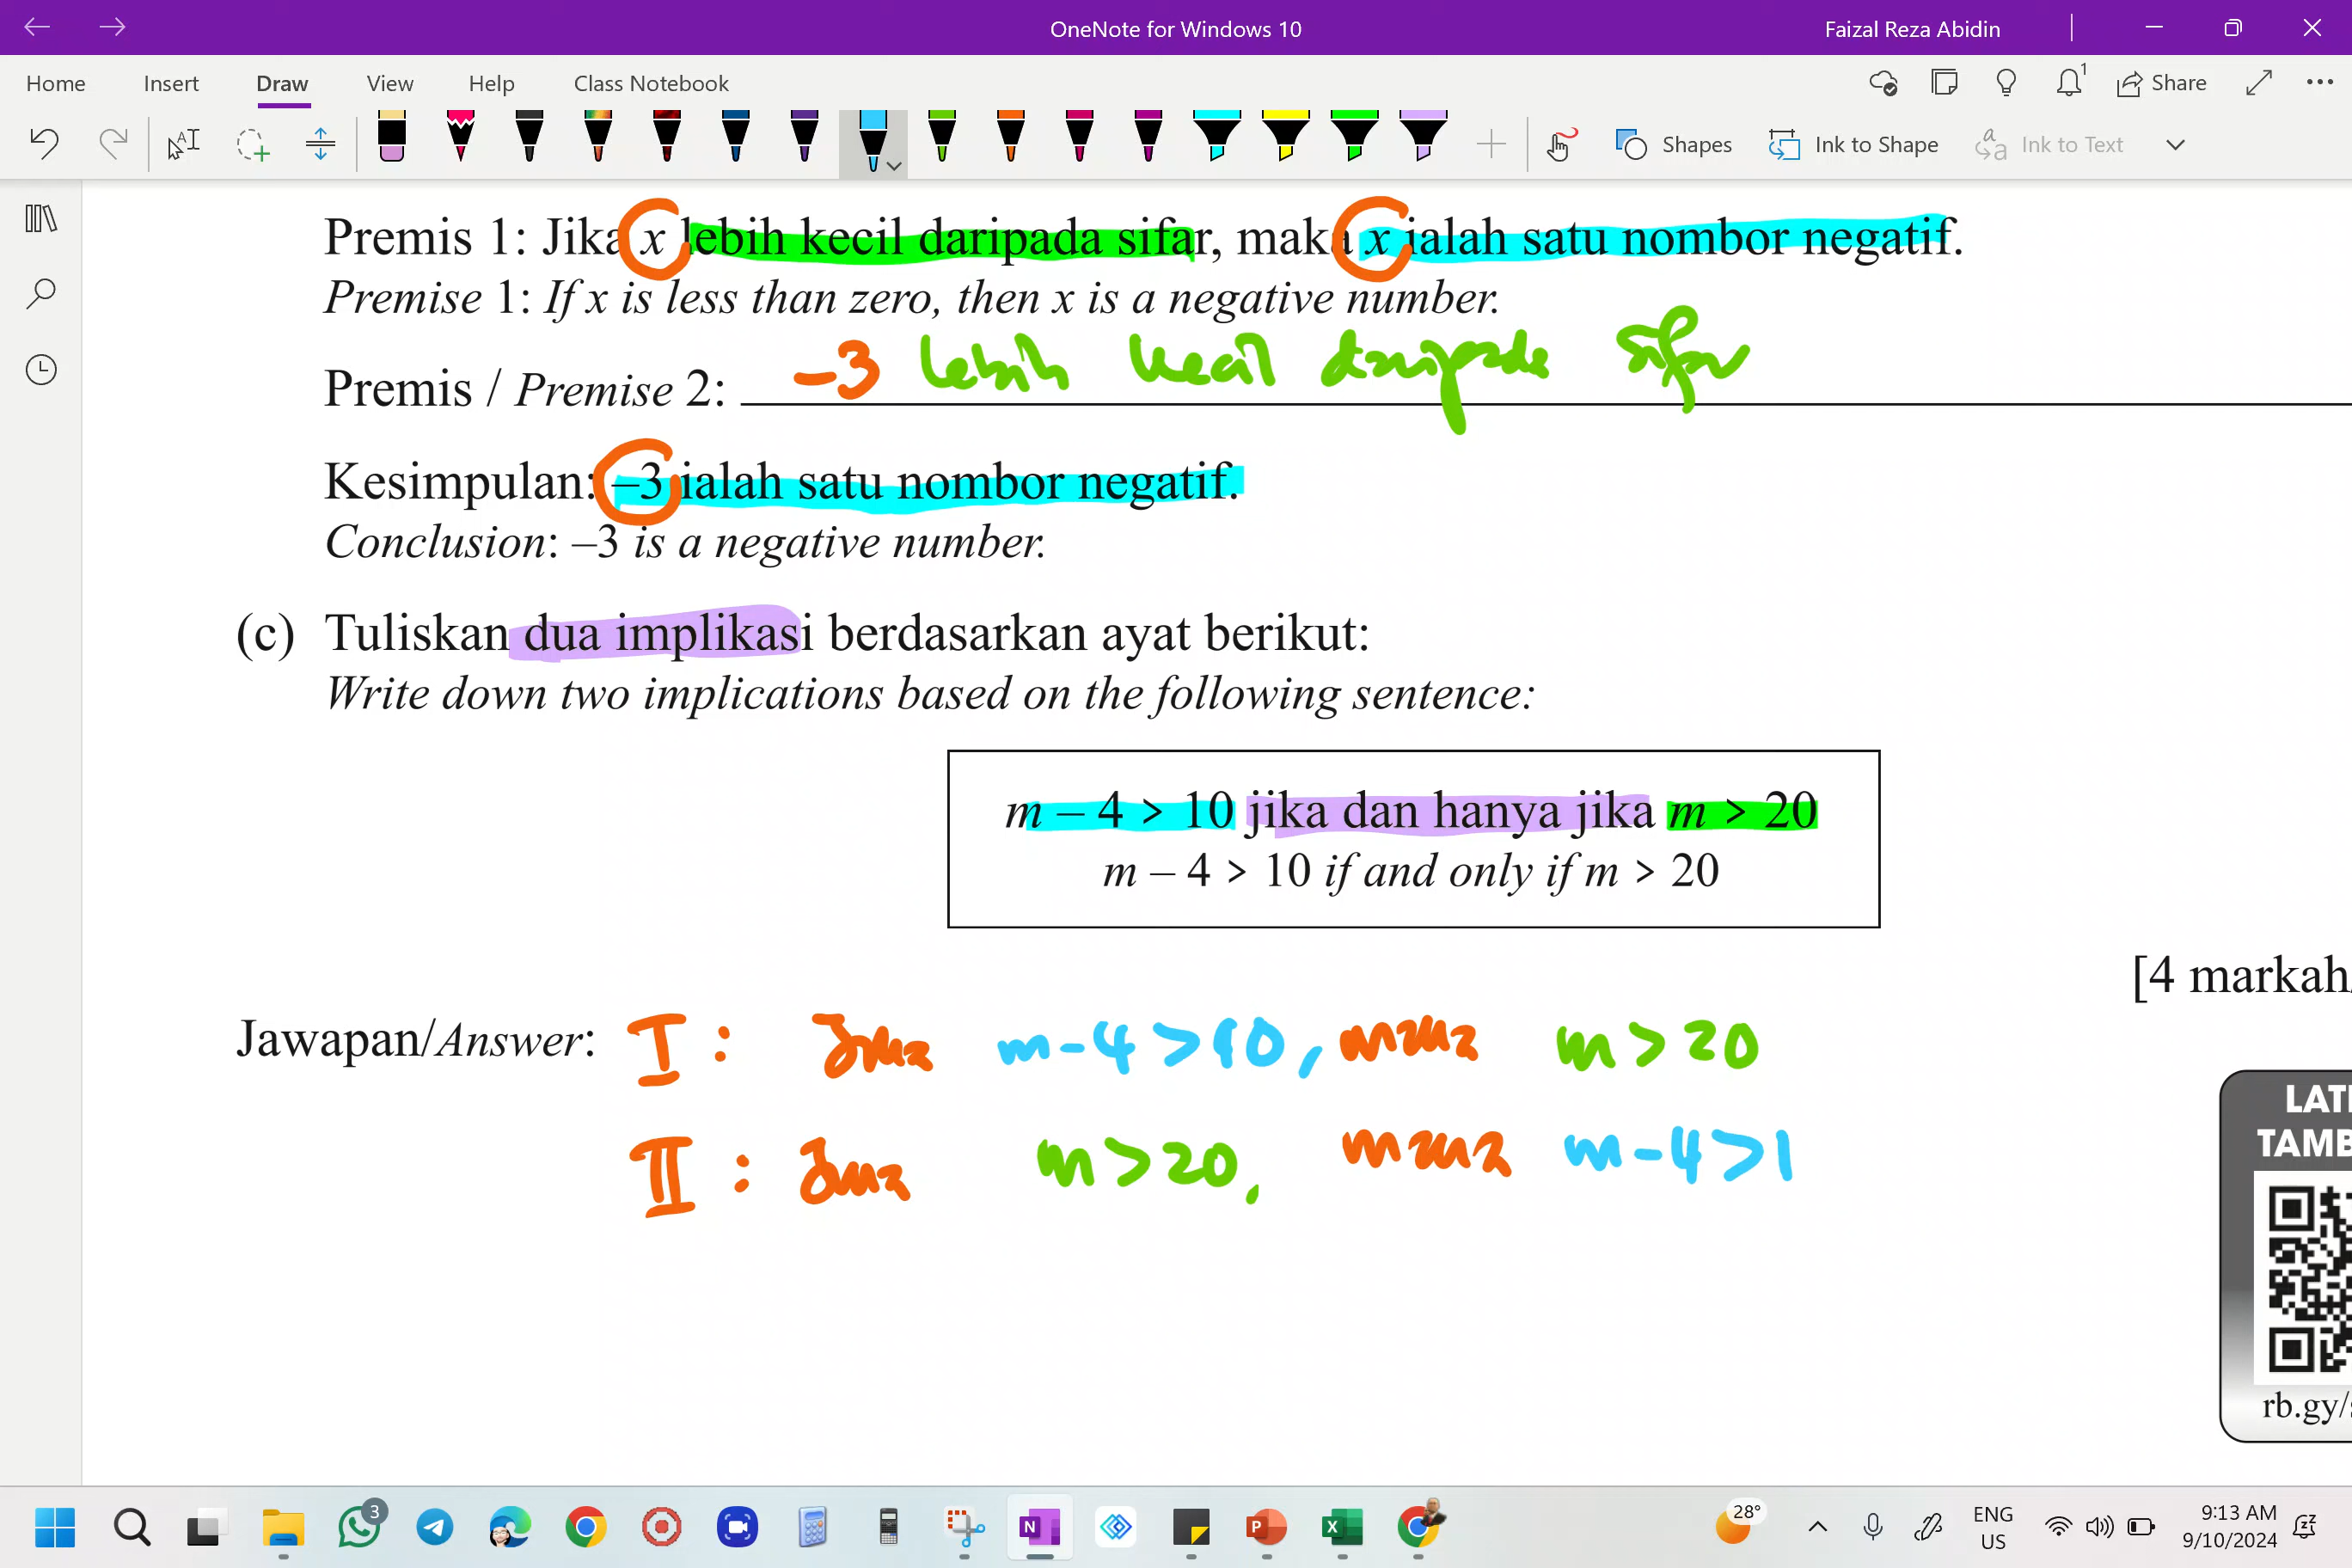 OneNote for Windows 10
Faizal Reza Abidin
Home Insert Draw View Help Class Notebook
1 Share
Shapes Ink to Shape Ink to Text
Premis 1: Jika x lebih kecil daripada sifar, maka x ialah satu nombor negatif.
Premise 1: If x is less than zero, then x is a negative number.
Premis / Premise 2: -3 lebih kecil daripada sifar
Kesimpulan: –3 ialah satu nombor negatif.
Conclusion: –3 is a negative number.
(c) Tuliskan dua implikasi berdasarkan ayat berikut:
Write down two implications based on the following sentence:
m – 4 > 10 jika dan hanya jika m > 20
m – 4 > 10 if and only if m > 20
[4 markah/
Jawapan/Answer: I : Jika m - 4 > 10, maka m > 20
II : Jika m > 20, maka m - 4 > 1
LATI
TAMB
rb.gy/s
3
28°
ENG
US
9:13 AM
9/10/2024